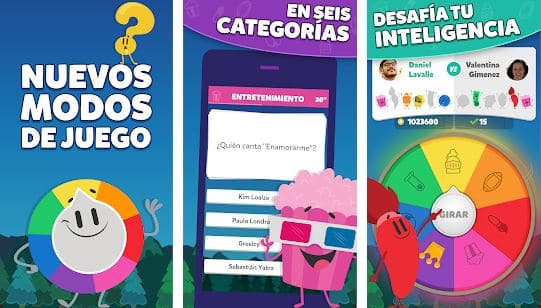 NUEVOS
MODOS
DE JUEGO
EN SEIS
CATEGORÍAS
ENTRETENIMIENTO
30"
¿Quién canta "Enamorarme"?
Kim Loaiza
Paulo Londra
Greeicy
Sebastián Yatra
DESAFÍA TU
INTELIGENCIA
Daniel
Lavalle
VS
Valentina
Gimenez
1023600
15
GIRAR